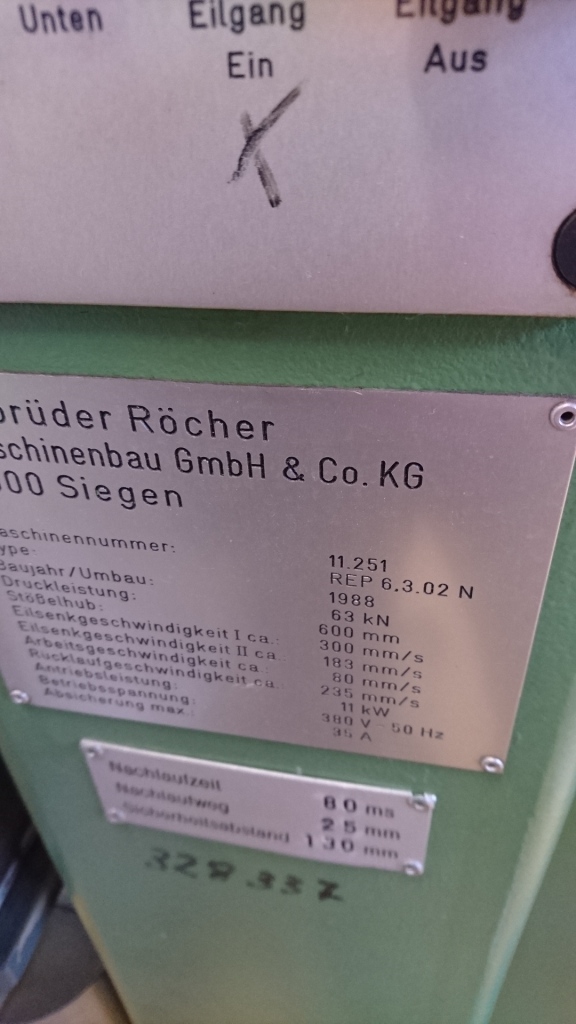 Unten
Eilgang
Eilgang
Ein
Aus
brüder Röcher
schinenbau GmbH & Co. KG
00 Siegen
aschinennummer: 11.251
ype: REP 6.3.02 N
Baujahr/Umbau: 1988
Druckleistung: 63 kN
Stößelhub: 600 mm
Eilsenkgeschwindigkeit I ca.: 300 mm/s
Eilsenkgeschwindigkeit II ca.: 183 mm/s
Arbeitsgeschwindigkeit ca.: 80 mm/s
Rücklaufgeschwindigkeit ca.: 235 mm/s
Antriebsleistung: 11 kW
Betriebsspannung: 380 V - 50 Hz
Absicherung max.: 35 A
Nachlaufzeit 80 ms
Nachlaufweg 25 mm
Sicherheitsabstand 130 mm